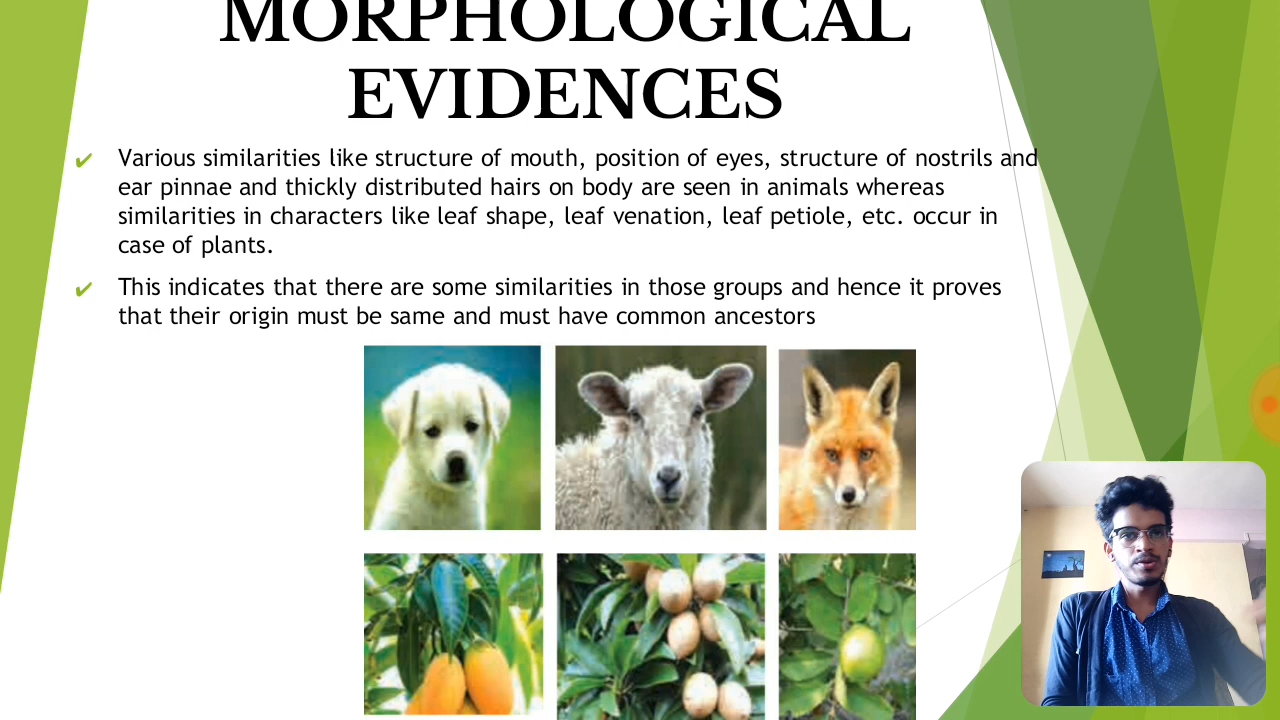 MORPHOLOGICAL
EVIDENCES
Various similarities like structure of mouth, position of eyes, structure of nostrils and
ear pinnae and thickly distributed hairs on body are seen in animals whereas
similarities in characters like leaf shape, leaf venation, leaf petiole, etc. occur in
case of plants.
This indicates that there are some similarities in those groups and hence it proves
that their origin must be same and must have common ancestors